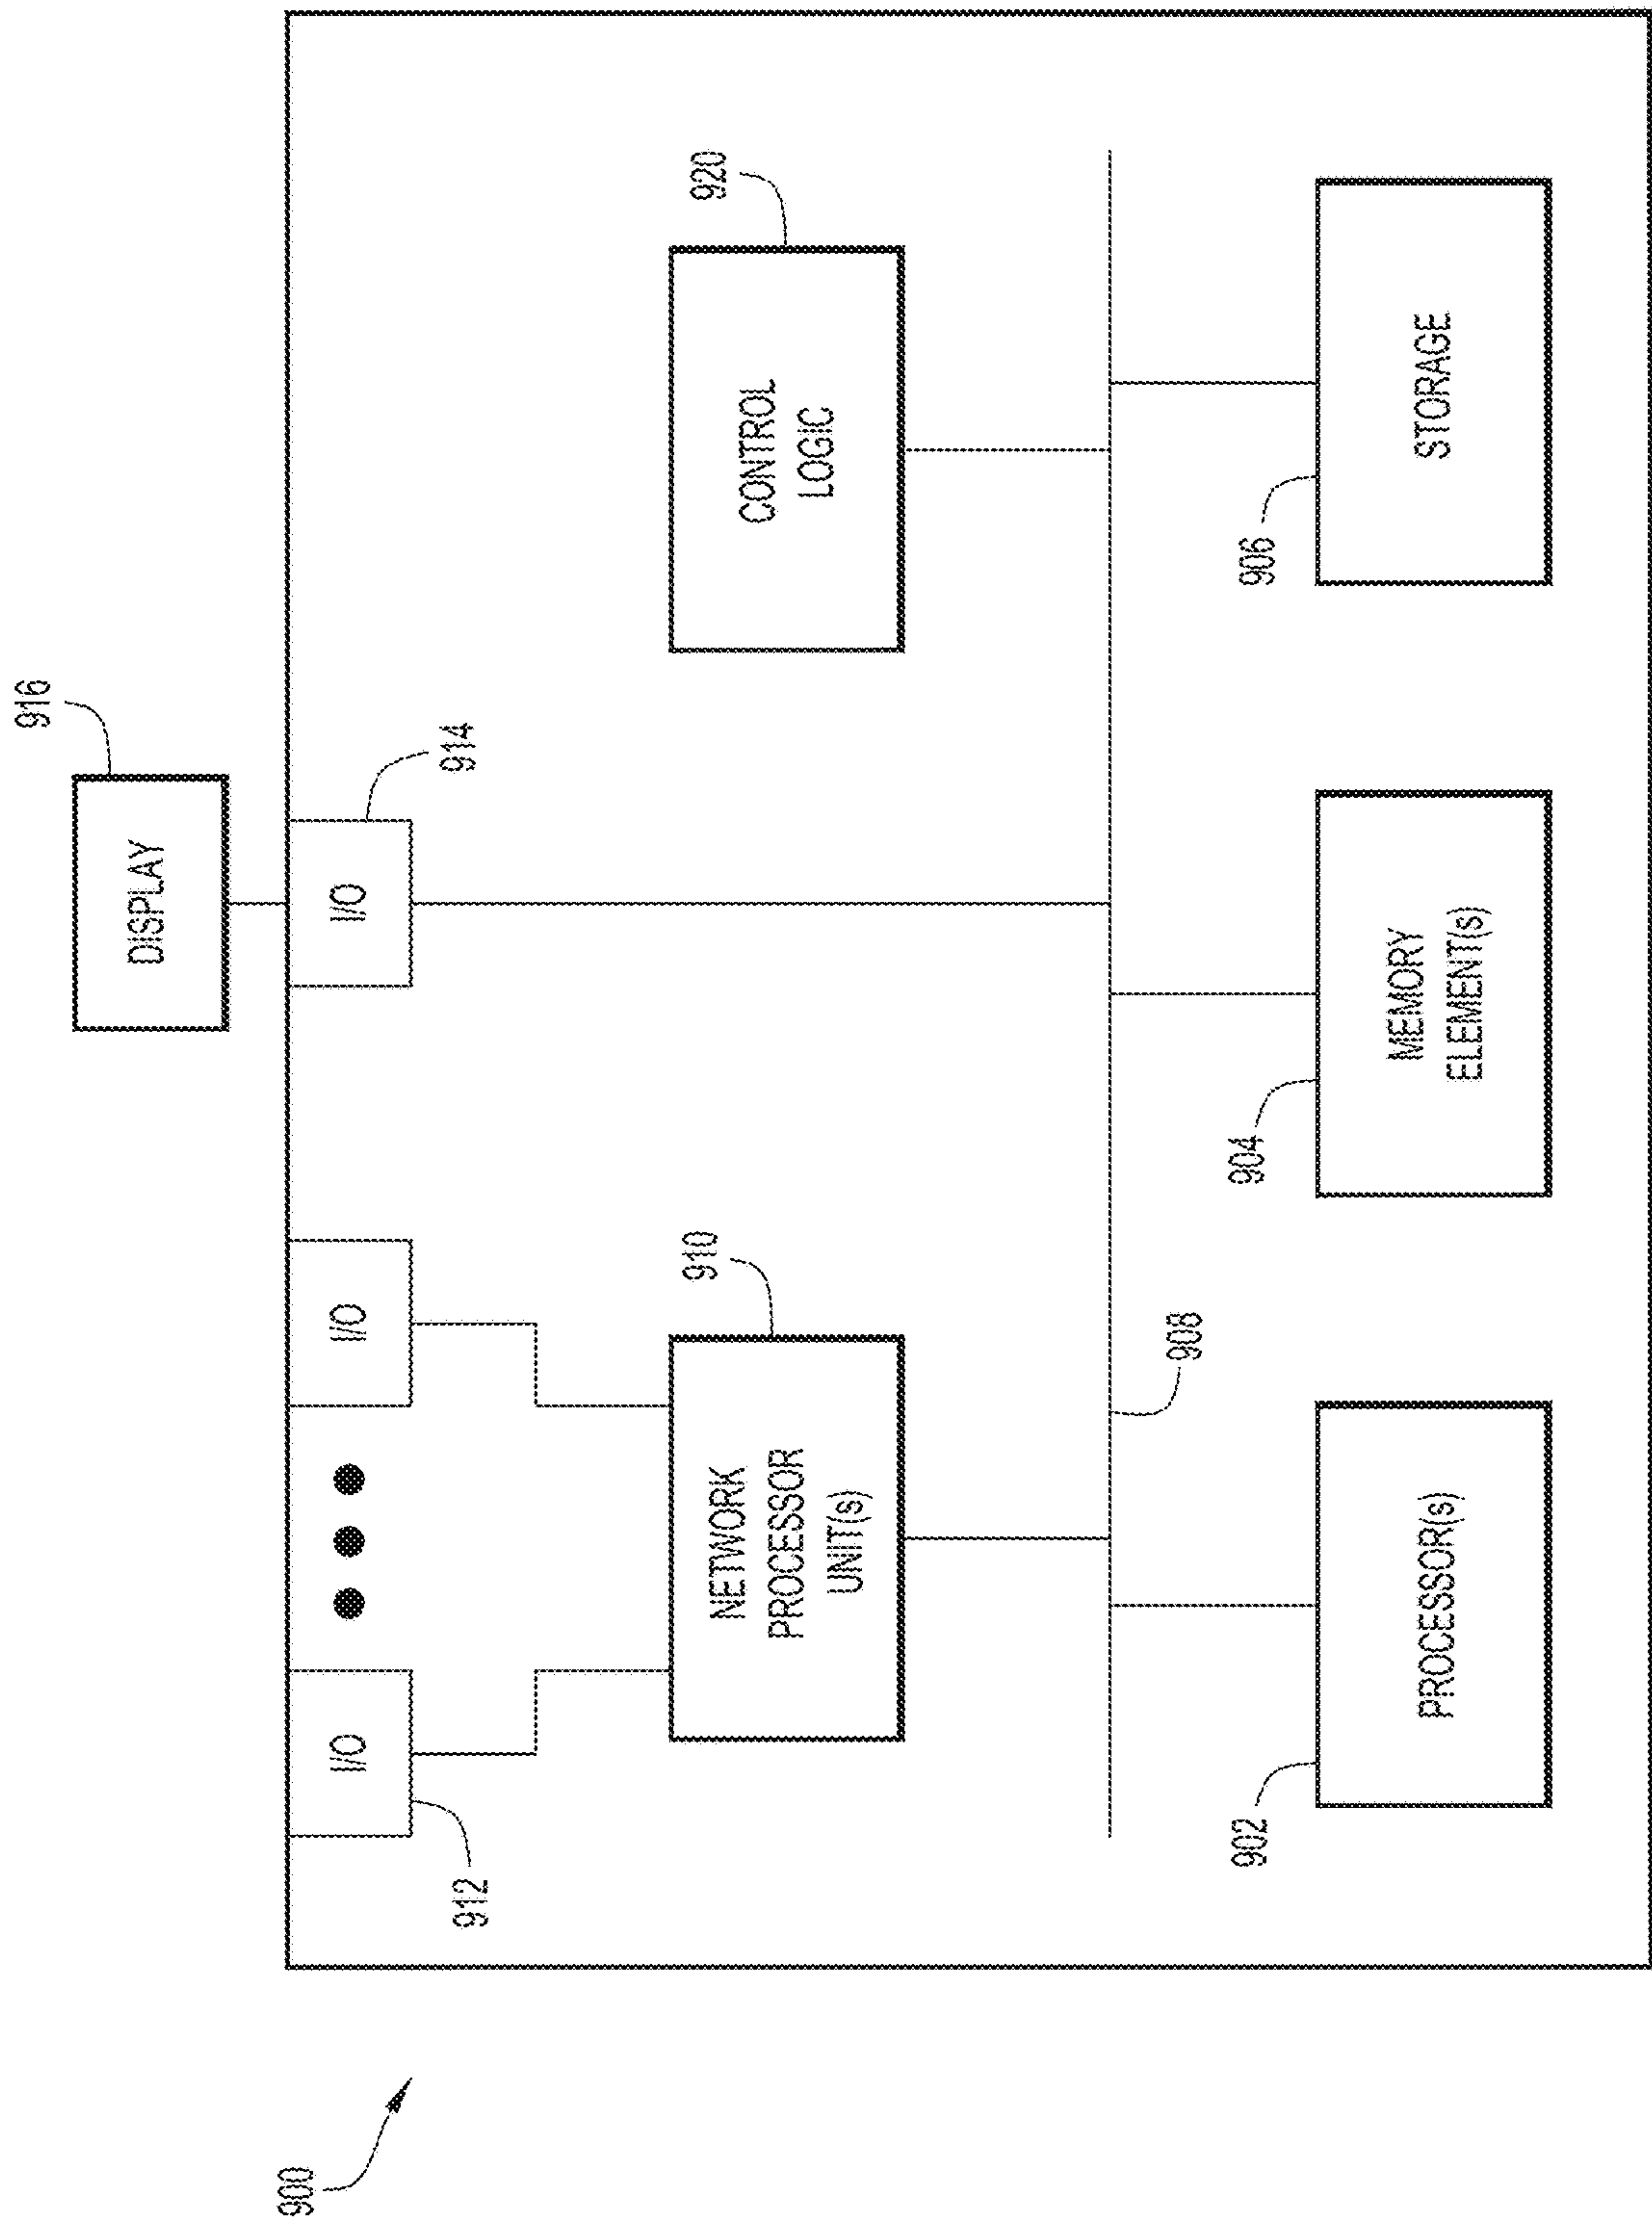 900
DISPLAY
916
I/O
912
I/O
I/O
914
NETWORK
PROCESSOR
UNIT(s)
910
CONTROL
LOGIC
920
908
902
PROCESSOR(s)
904
MEMORY
ELEMENT(s)
906
STORAGE